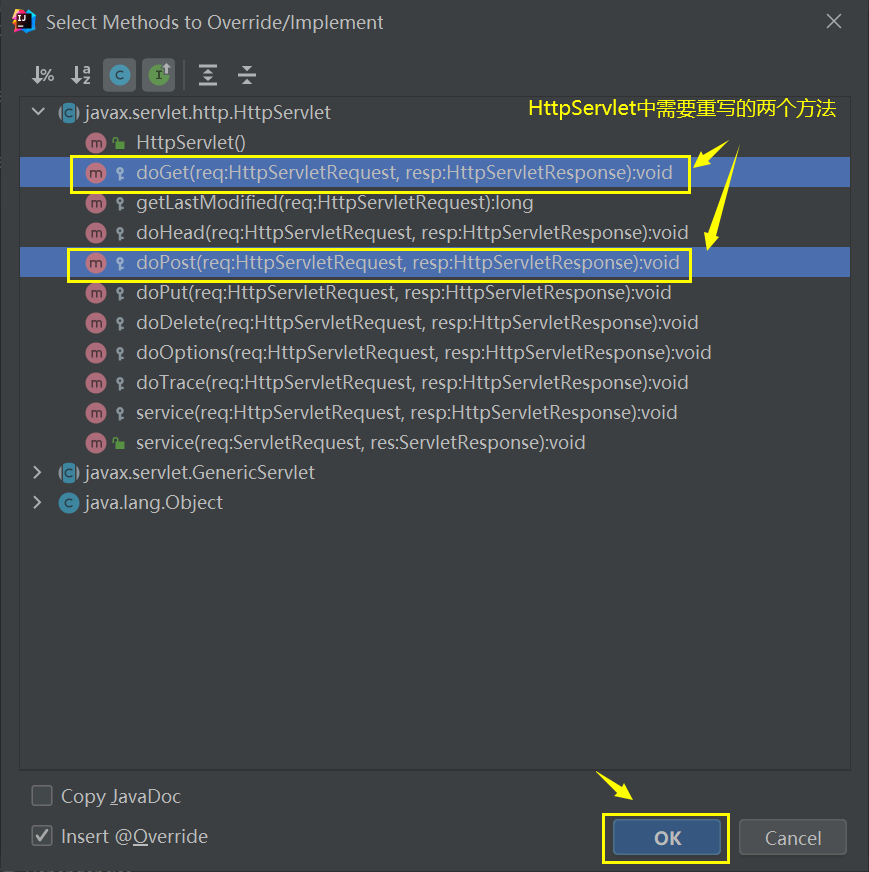 Select Methods to Override/Implement
javax.servlet.http.HttpServlet
HttpServlet中需要重写的两个方法
HttpServlet()
doGet(req:HttpServletRequest, resp:HttpServletResponse):void
getLastModified(req:HttpServletRequest):long
doHead(req:HttpServletRequest, resp:HttpServletResponse):void
doPost(req:HttpServletRequest, resp:HttpServletResponse):void
doPut(req:HttpServletRequest, resp:HttpServletResponse):void
doDelete(req:HttpServletRequest, resp:HttpServletResponse):void
doOptions(req:HttpServletRequest, resp:HttpServletResponse):void
doTrace(req:HttpServletRequest, resp:HttpServletResponse):void
service(req:HttpServletRequest, resp:HttpServletResponse):void
service(req:ServletRequest, res:ServletResponse):void
javax.servlet.GenericServlet
java.lang.Object
Copy JavaDoc
Insert @Override
OK
Cancel